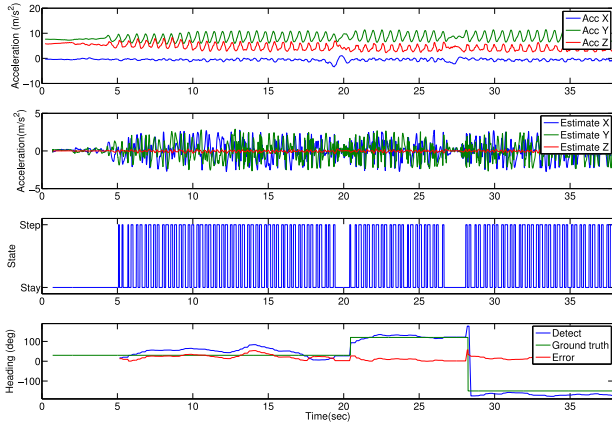 20
10
0
−10
Acceleration (m/s²)
Acc X
Acc Y
Acc Z
0 5 10 15 20 25 30 35
5
0
−5
Acceleration(m/s²)
Estimate X
Estimate Y
Estimate Z
0 5 10 15 20 25 30 35
Step
Stay
State
0 5 10 15 20 25 30 35
100
0
−100
Heading (deg)
Detect
Ground truth
Error
0 5 10 15 20 25 30 35
Time(sec)